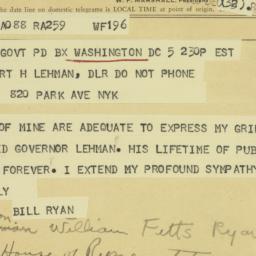 W. P. MARSHALL, PRESIDENT
the date line on domestic telegrams is LOCAL TIME at point of origin.
A088 RA259 WF196
GOVT PD BX WASHINGTON DC 5 230P EST
RT H LEHMAN, DLR DO NOT PHONE
820 PARK AVE NYK
OF MINE ARE ADEQUATE TO EXPRESS MY GRI
D GOVERNOR LEHMAN. HIS LIFETIME OF PUB
FOREVER. I EXTEND MY PROFOUND SYMPATHY
LY
BILL RYAN
William Fitts Ryan
House of